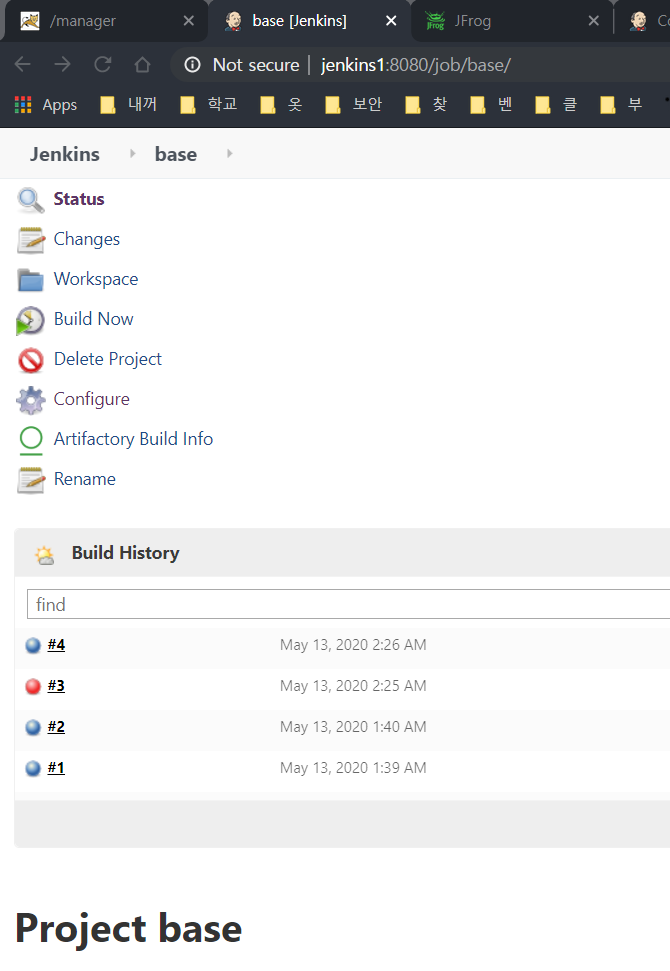 /manager base [Jenkins] JFrog
Not secure | jenkins1:8080/job/base/
Apps 내꺼 학교 옷 보안 찾 벤 클 부
Jenkins base
Status
Changes
Workspace
Build Now
Delete Project
Configure
Artifactory Build Info
Rename
Build History
find
#4 May 13, 2020 2:26 AM
#3 May 13, 2020 2:25 AM
#2 May 13, 2020 1:40 AM
#1 May 13, 2020 1:39 AM
Project base